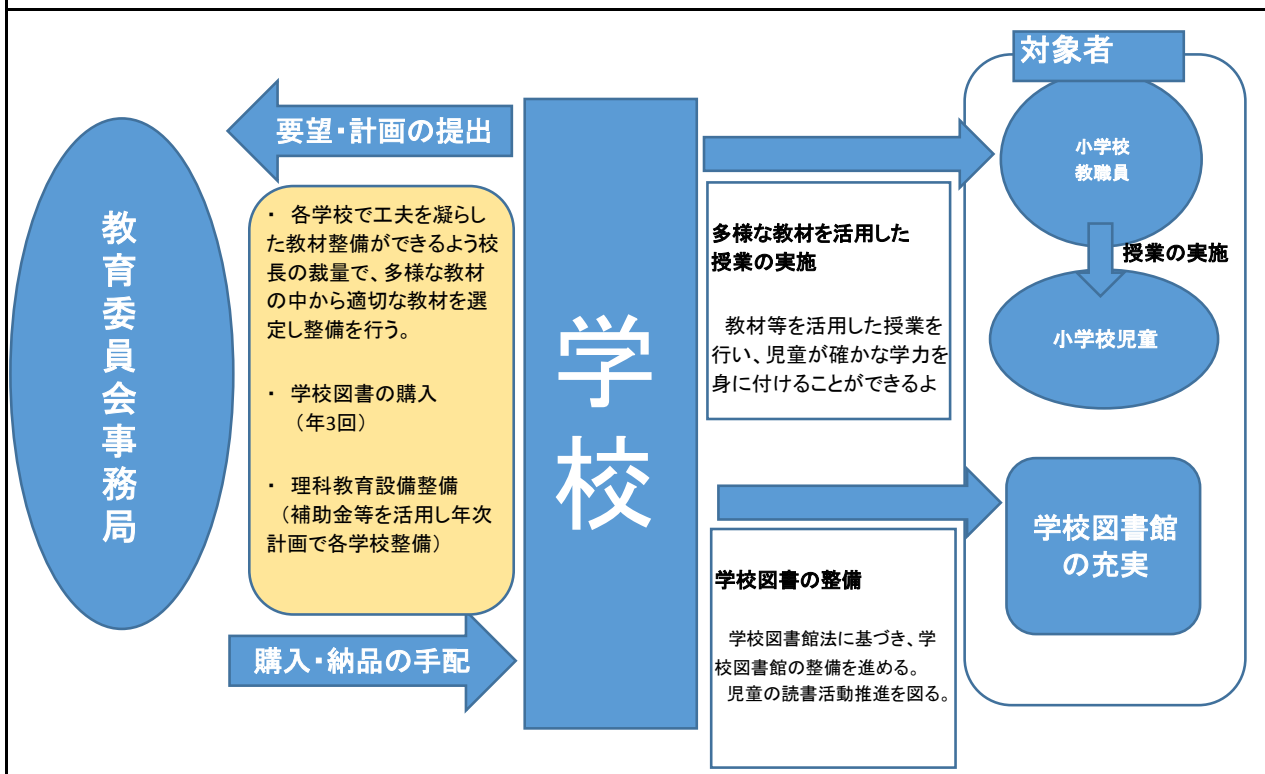 教育委員会事務局
要望・計画の提出
・ 各学校で工夫を凝らし
た教材整備ができるよう校
長の裁量で、多様な教材
の中から適切な教材を選
定し整備を行う。
・ 学校図書の購入
（年3回）
・ 理科教育設備整備
（補助金等を活用し年次
計画で各学校整備）
購入・納品の手配
学校
多様な教材を活用した
授業の実施
教材等を活用した授業を
行い、児童が確かな学力を
身に付けることができるよ
学校図書の整備
学校図書館法に基づき、学
校図書館の整備を進める。
児童の読書活動推進を図る。
対象者
小学校
教職員
授業の実施
小学校児童
学校図書館
の充実